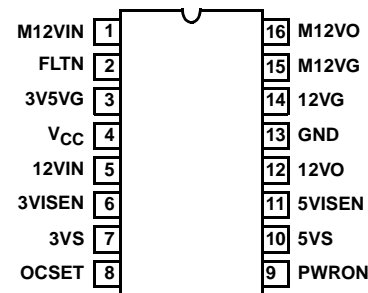 M12VIN 1 16 M12VO
FLTN 2 15 M12VG
3V5VG 3 14 12VG
VCC 4 13 GND
12VIN 5 12 12VO
3VISEN 6 11 5VISEN
3VS 7 10 5VS
OCSET 8 9 PWRON